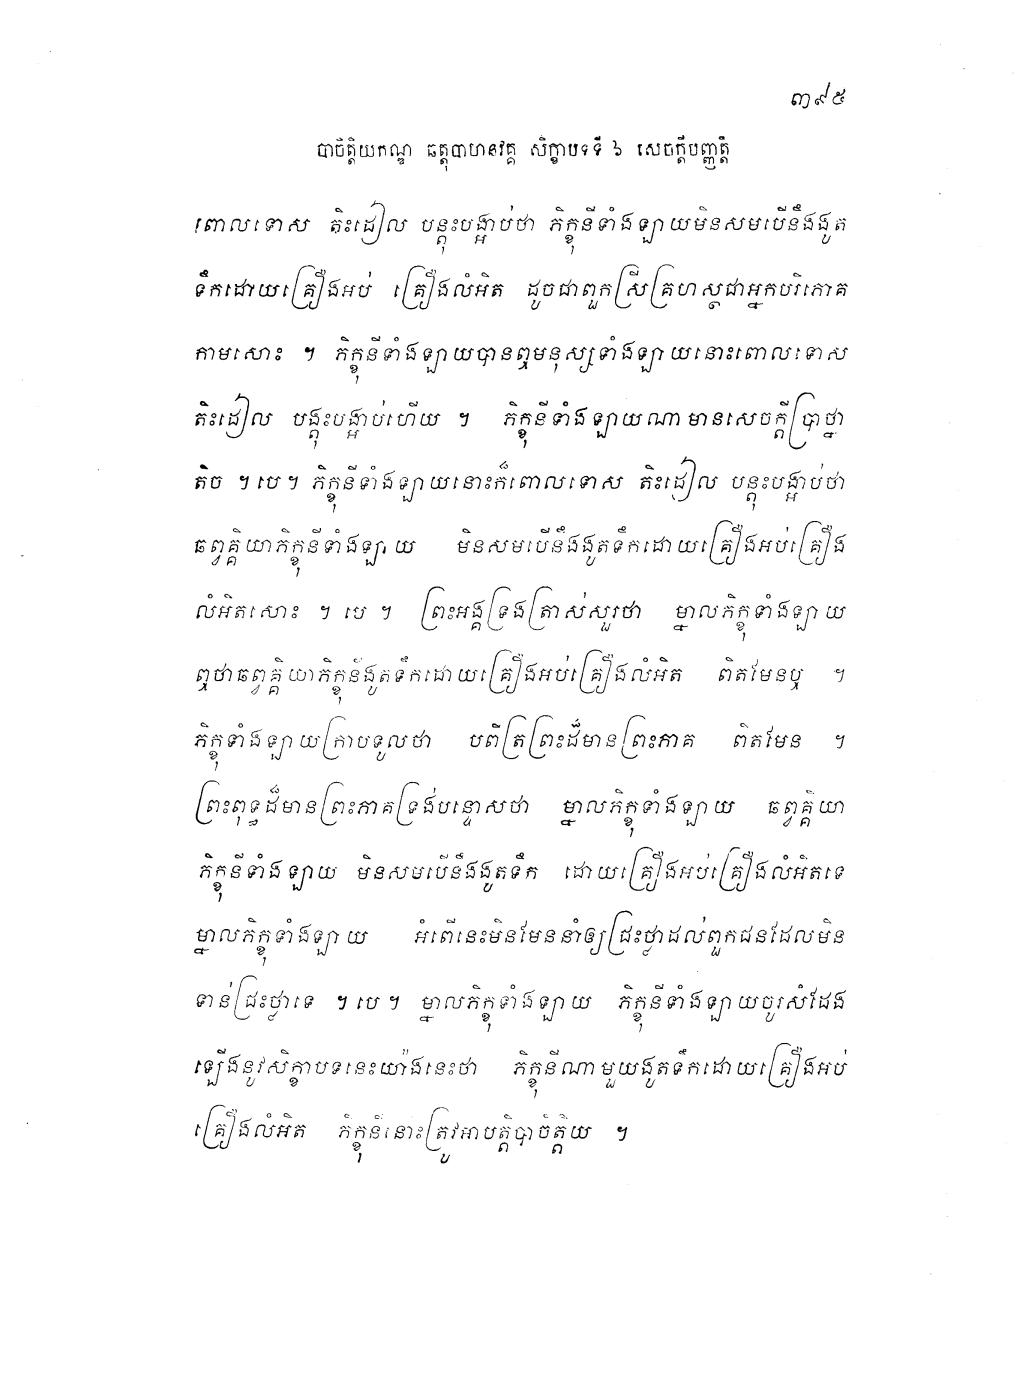 ៣៩៥
បាចិត្តិយកណ្ឌ ឆត្តុបាហនវគ្គ សិក្ខាបទទី ៦ សេចក្តីបញ្ញត្តិ
ពោលទោស តិះដៀល បន្តុះបង្អាប់ថា ភិក្ខុនីទាំងឡាយមិនសមបើនឹងងូត
ទឹកដោយគ្រឿងអប់ គ្រឿងលំអិត ដូចជាពួកស្រីគ្រហស្ថជាអ្នកបរិភោគ
កាមសោះ ។ ភិក្ខុនីទាំងឡាយបានឮមនុស្សទាំងឡាយនោះពោលទោស
តិះដៀល បង្តុះបង្អាប់ហើយ ។ ភិក្ខុនីទាំងឡាយណាមានសេចក្តីប្រាថ្នា
តិច ។ បេ ។ ភិក្ខុនីទាំងឡាយនោះក៏ពោលទោស តិះដៀល បន្តុះបង្អាប់ថា
ឆព្វគ្គិយាភិក្ខុនីទាំងឡាយ មិនសមបើនឹងងូតទឹកដោយគ្រឿងអប់គ្រឿង
លំអិតសោះ ។ បេ ។ ព្រះអង្គទ្រង់ត្រាស់សួរថា ម្នាលភិក្ខុទាំងឡាយ
ឮថាឆព្វគ្គិយាភិក្ខុនីងូតទឹកដោយគ្រឿងអប់គ្រឿងលំអិត ពិតមែនឬ ។
ភិក្ខុទាំងឡាយក្រាបទូលថា បពិត្រព្រះដ៏មានព្រះភាគ ពិតមែន ។
ព្រះពុទ្ធដ៏មានព្រះភាគទ្រង់បន្ទោសថា ម្នាលភិក្ខុទាំងឡាយ ឆព្វគ្គិយា
ភិក្ខុនីទាំងឡាយ មិនសមបើនឹងងូតទឹក ដោយគ្រឿងអប់គ្រឿងលំអិតទេ
ម្នាលភិក្ខុទាំងឡាយ អំពើនេះមិនមែននាំឲ្យជ្រះថ្លាដល់ពួកជនដែលមិន
ទាន់ជ្រះថ្លាទេ ។ បេ ។ ម្នាលភិក្ខុទាំងឡាយ ភិក្ខុនីទាំងឡាយចូរសំដែង
ឡើងនូវសិក្ខាបទនេះយ៉ាងនេះថា ភិក្ខុនីណាមួយងូតទឹកដោយគ្រឿងអប់
គ្រឿងលំអិត ភិក្ខុនីនោះត្រូវអាបត្តិបាចិត្តិយ ។